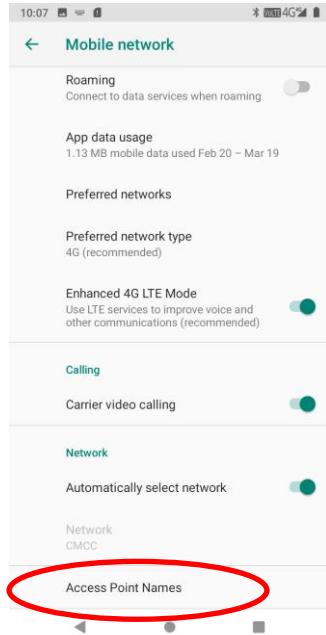 10:07 4G
Mobile network
Roaming
Connect to data services when roaming
App data usage
1.13 MB mobile data used Feb 20 – Mar 19
Preferred networks
Preferred network type
4G (recommended)
Enhanced 4G LTE Mode
Use LTE services to improve voice and
other communications (recommended)
Calling
Carrier video calling
Network
Automatically select network
Network
CMCC
Access Point Names